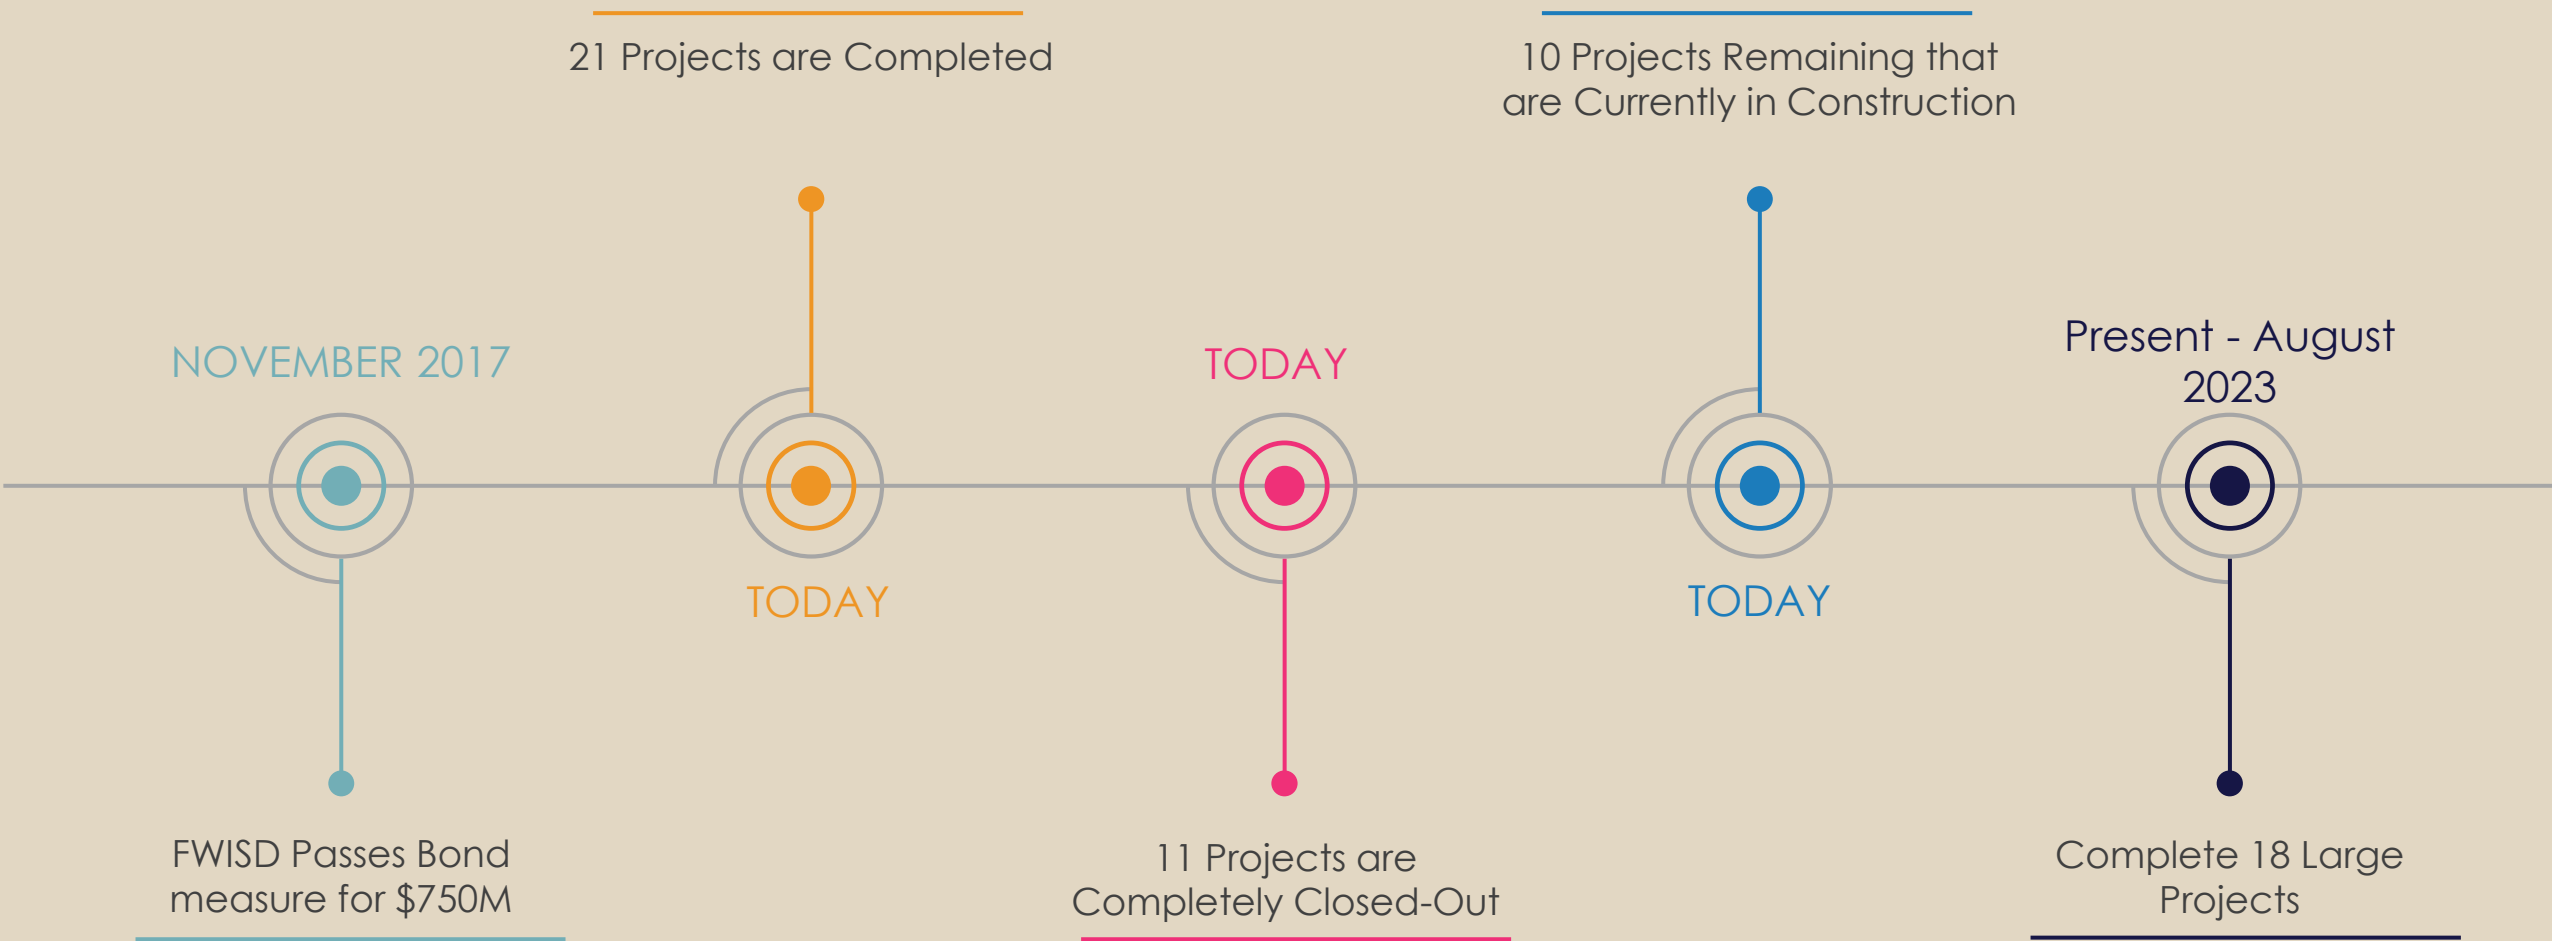 21 Projects are Completed
10 Projects Remaining that
are Currently in Construction
NOVEMBER 2017
TODAY
Present - August
2023
TODAY
TODAY
FWISD Passes Bond
measure for $750M
11 Projects are
Completely Closed-Out
Complete 18 Large
Projects